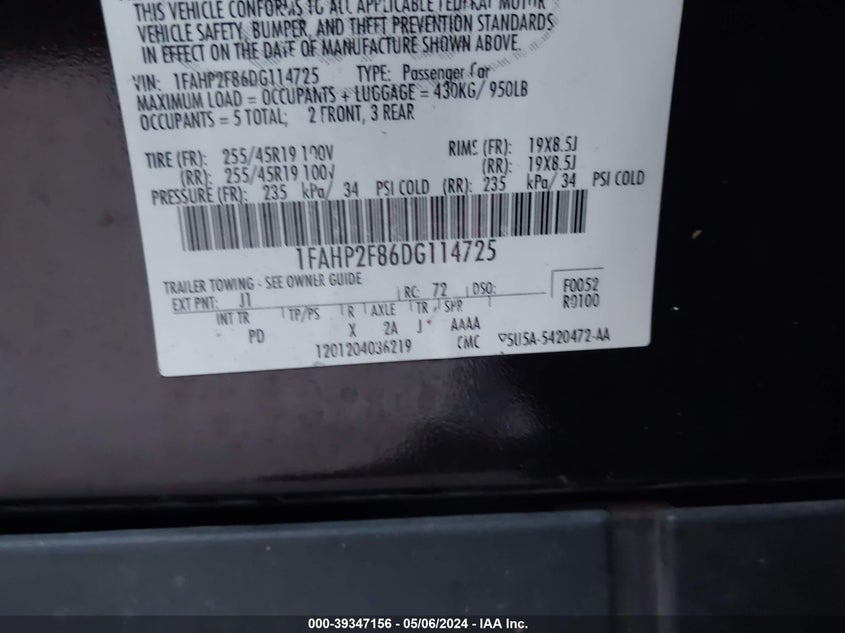 THIS VEHICLE CONFORMS TO ALL APPLICABLE FEDERAL MOTOR
VEHICLE SAFETY, BUMPER, AND THEFT PREVENTION STANDARDS
IN EFFECT ON THE DATE OF MANUFACTURE SHOWN ABOVE.
VIN: 1FAHP2F86DG114725 TYPE: Passenger Car
MAXIMUM LOAD = OCCUPANTS + LUGGAGE = 430KG/ 950LB
OCCUPANTS = 5 TOTAL; 2 FRONT, 3 REAR
TIRE (FR): 255/45R19 100V RIMS (FR): 19X8.5J
(RR): 255/45R19 100V (RR): 19X8.5J
PRESSURE (FR): 235 kPa/ 34 PSI COLD (RR): 235 kPa/ 34 PSI COLD
1FAHP2F86DG114725
TRAILER TOWING - SEE OWNER GUIDE
EXT PNT: J1 RC: 72 DSO: F0052
INT TR TP/PS R AXLE TR SPR R0100
PD X 2A J* AAAA
1201204036219 CMC 5U5A-5420472-AA
000-39347156 - 05/06/2024 - IAA Inc.